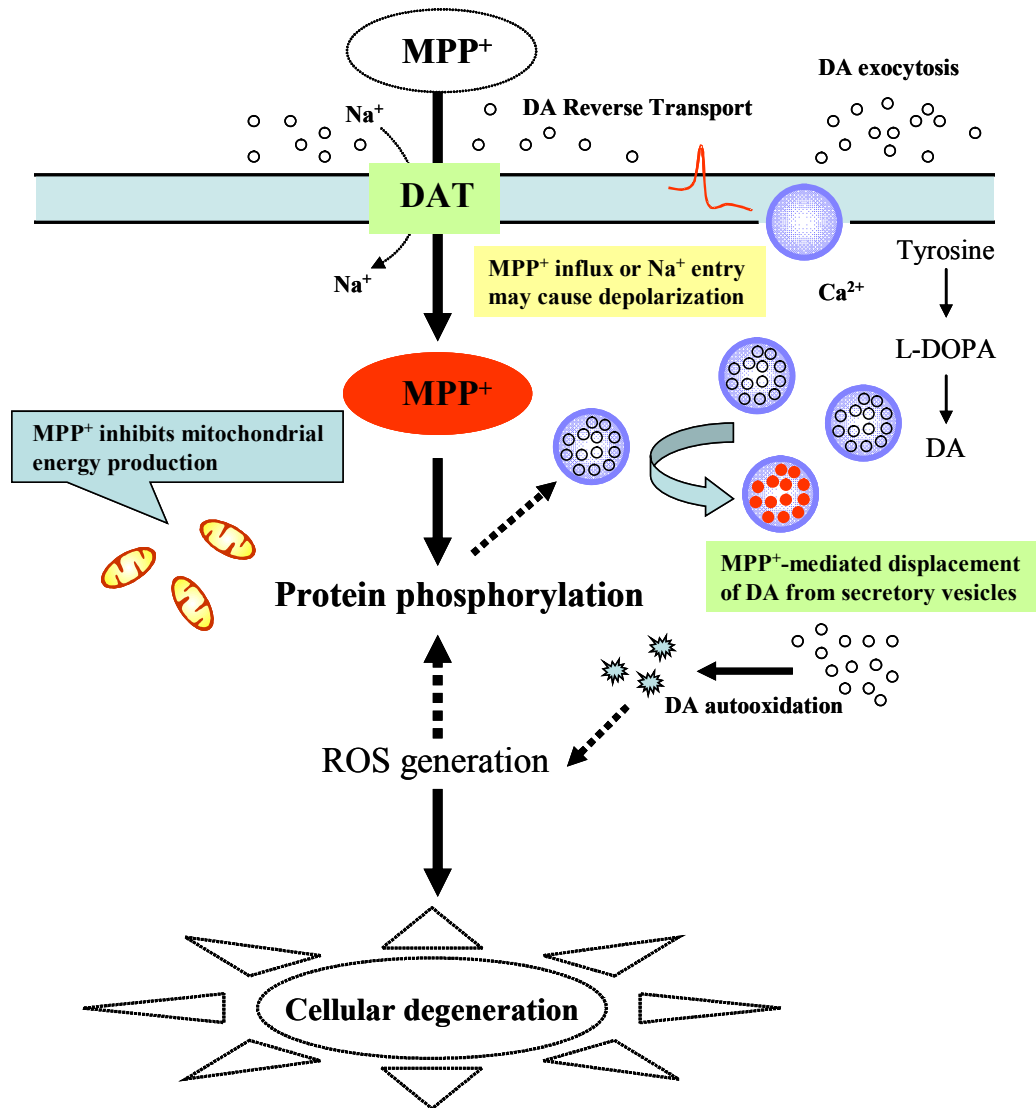 MPP⁺
DA exocytosis
Na⁺
DA Reverse Transport
DAT
Na⁺
MPP⁺ influx or Na⁺ entry
may cause depolarization
Ca²⁺
Tyrosine
L-DOPA
DA
MPP⁺
MPP⁺ inhibits mitochondrial
energy production
MPP⁺-mediated displacement
of DA from secretory vesicles
Protein phosphorylation
DA autooxidation
ROS generation
Cellular degeneration